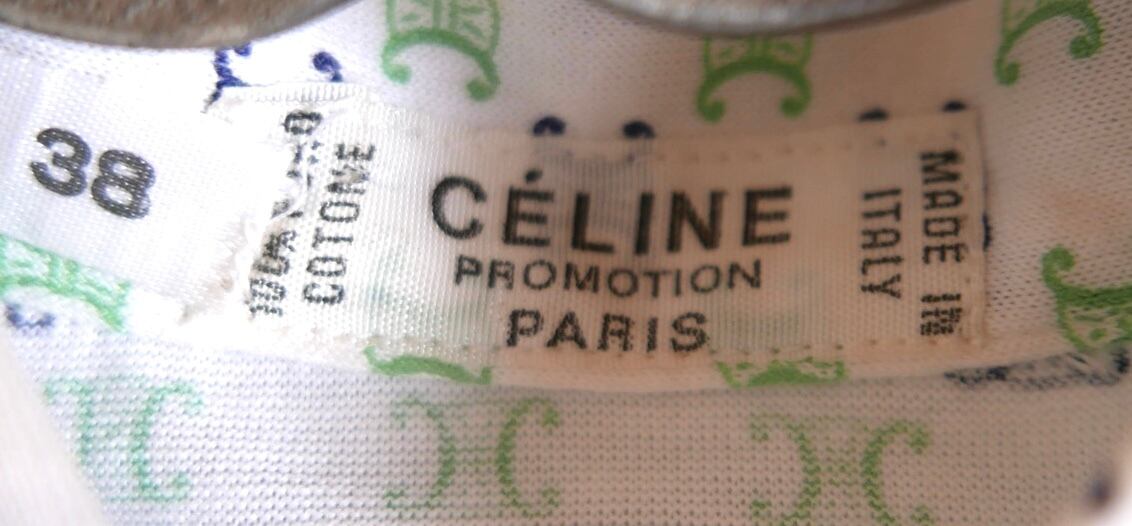 38
COTONE
CÉLINE
PROMOTION
PARIS
MADE IN
ITALY